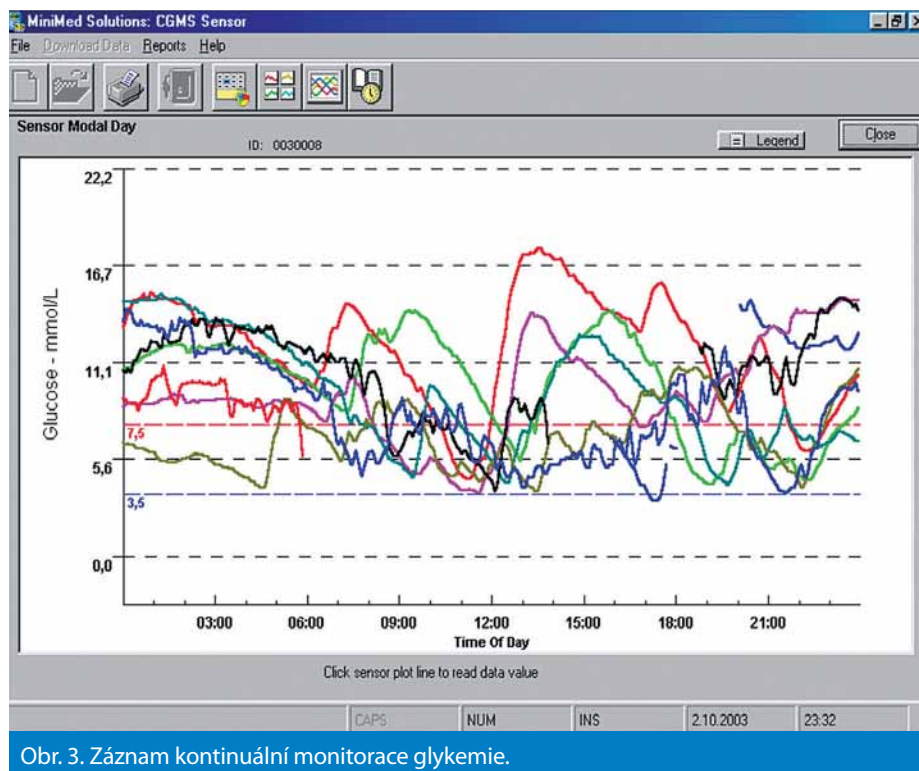 MiniMed Solutions: CGMS Sensor
File Download Data Reports Help
Sensor Modal Day
ID: 0030008
Legend
Close
22,2
16,7
11,1
7,5
5,6
3,5
0,0
Glucose - mmol/L
03:00 06:00 09:00 12:00 15:00 18:00 21:00
Time Of Day
Click sensor plot line to read data value
CAPS NUM INS 2.10.2003 23:32
Obr. 3. Záznam kontinuální monitorace glykemie.